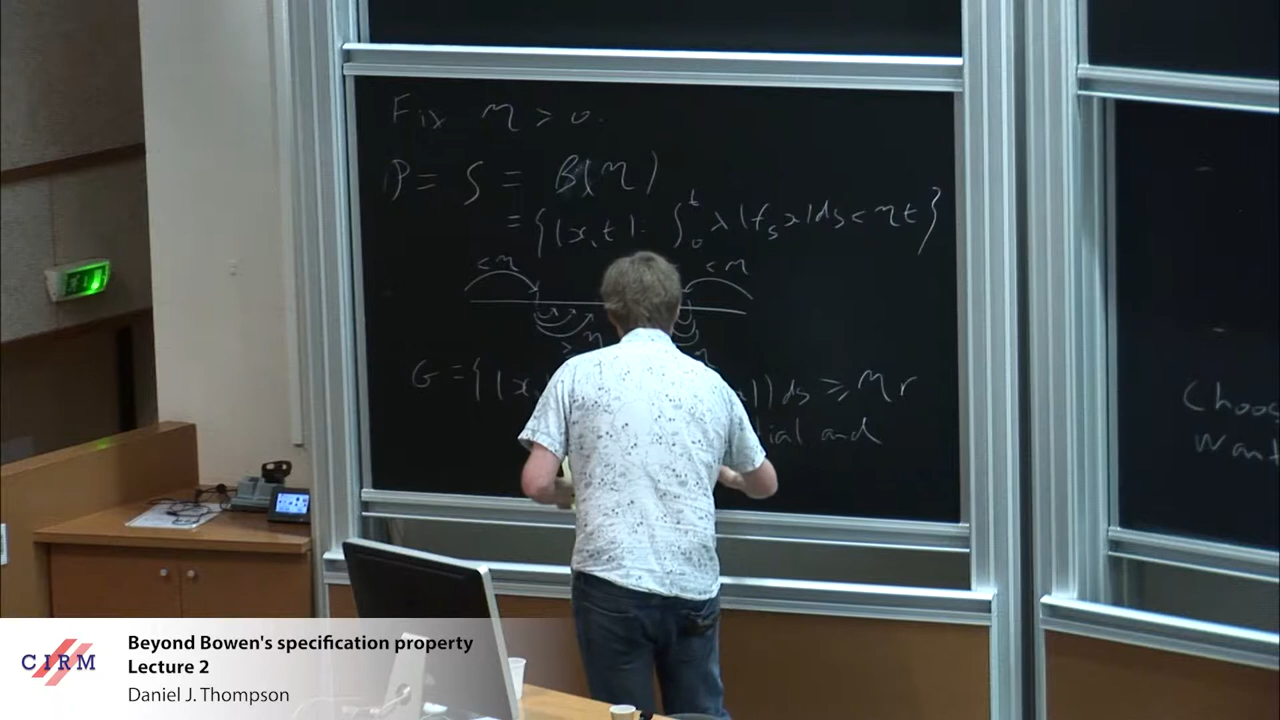 Fix η > 0.
P = S = B(η)
= {(x,t): ∫₀ᵗ λ(f_s x) ds < ηt}
< η < η
> η η
G = {(x, )) ds ≥ η r
tial and
Choo
Want
CIRM
Beyond Bowen's specification property
Lecture 2
Daniel J. Thompson